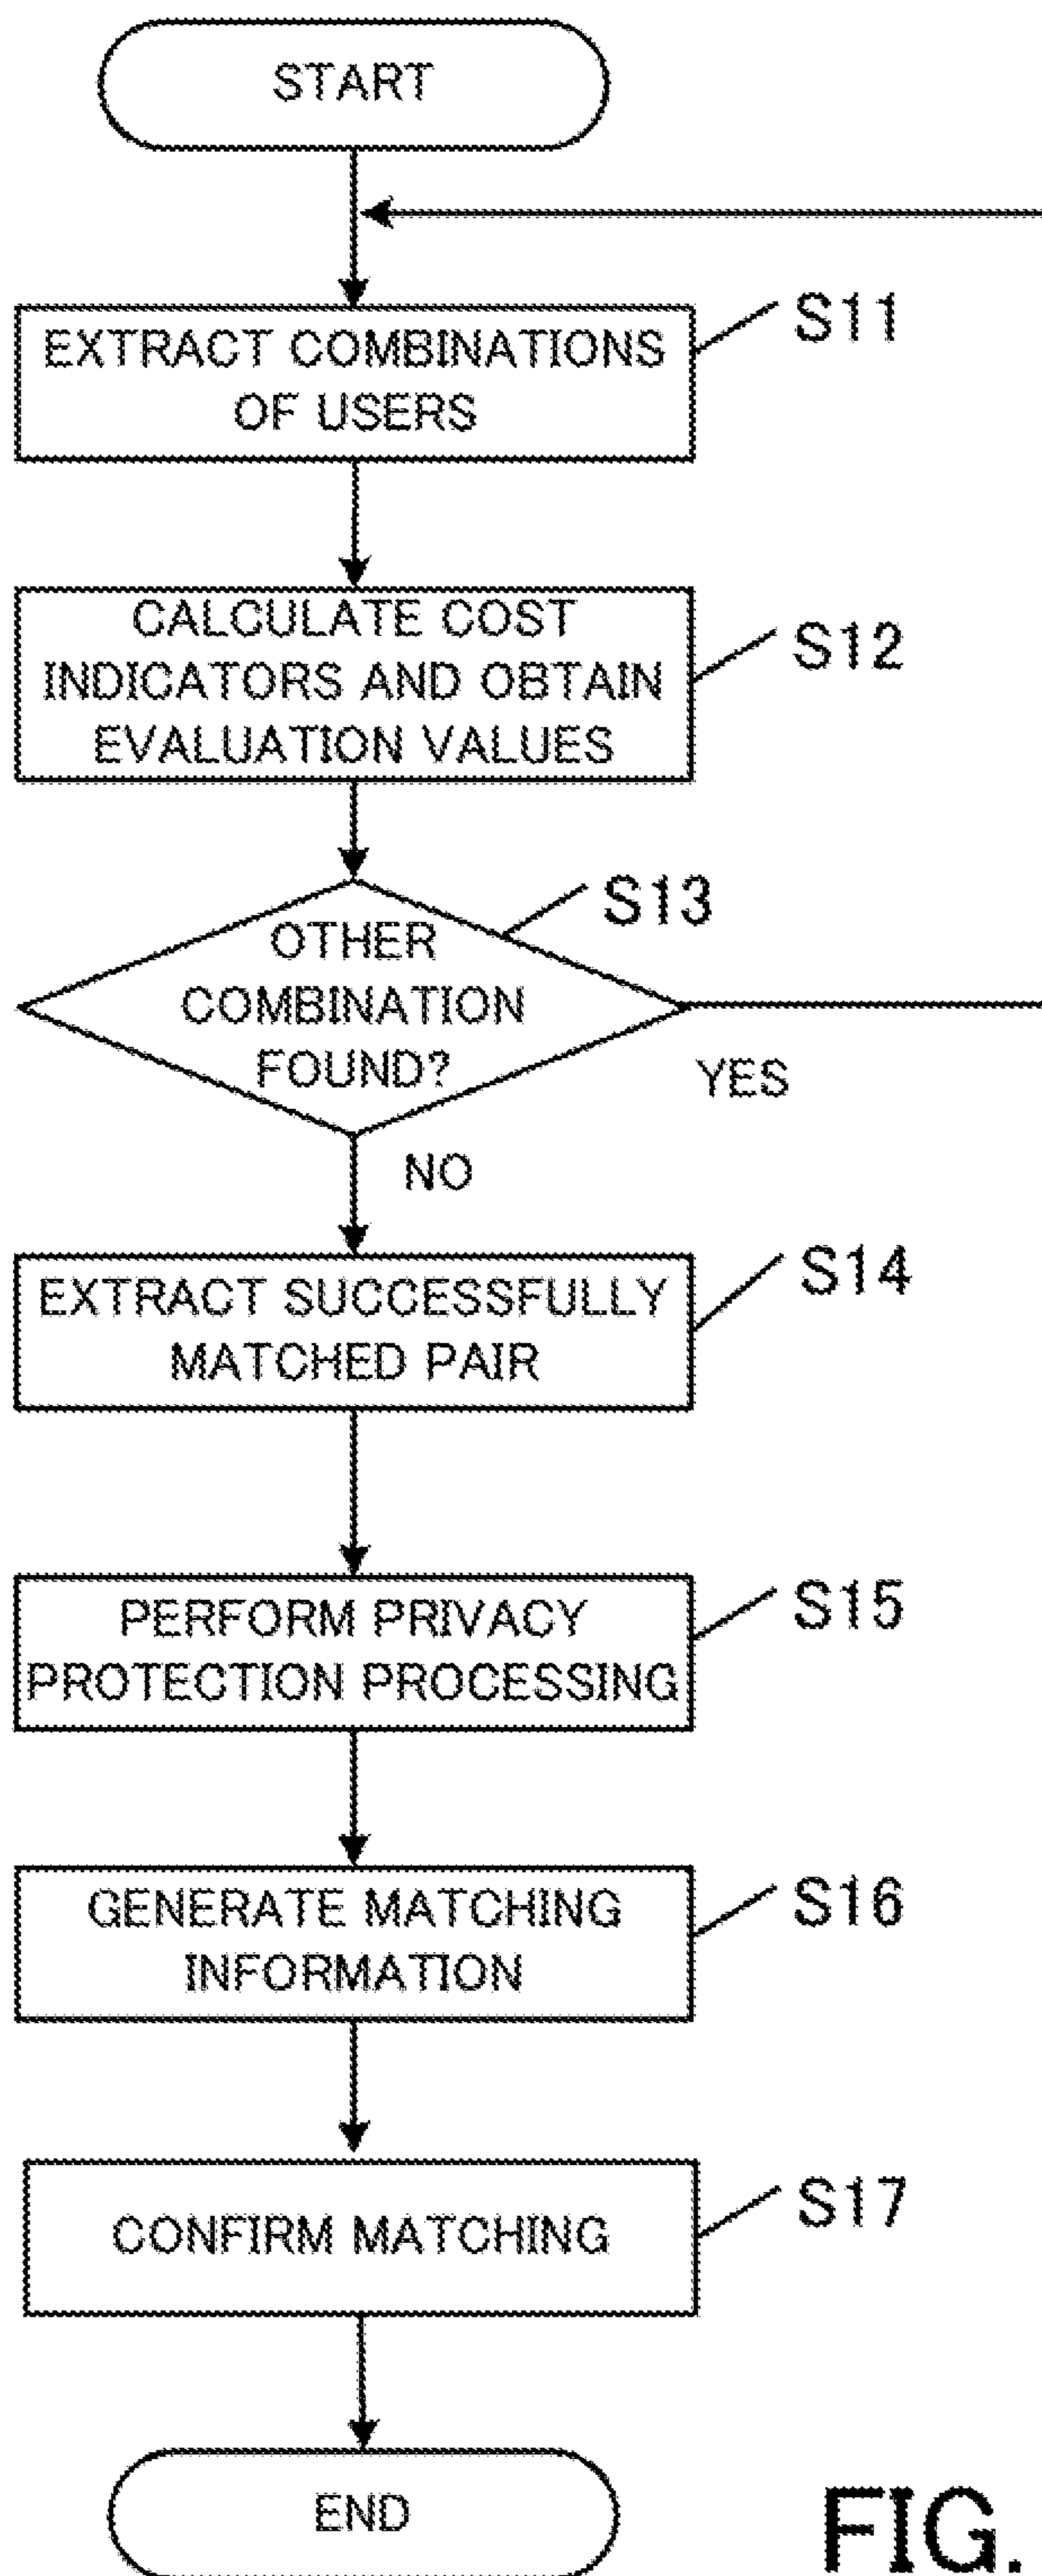 START
EXTRACT COMBINATIONS
OF USERS
S11
CALCULATE COST
INDICATORS AND OBTAIN
EVALUATION VALUES
S12
OTHER
COMBINATION
FOUND?
S13
YES
NO
EXTRACT SUCCESSFULLY
MATCHED PAIR
S14
PERFORM PRIVACY
PROTECTION PROCESSING
S15
GENERATE MATCHING
INFORMATION
S16
CONFIRM MATCHING
S17
END
FIG.